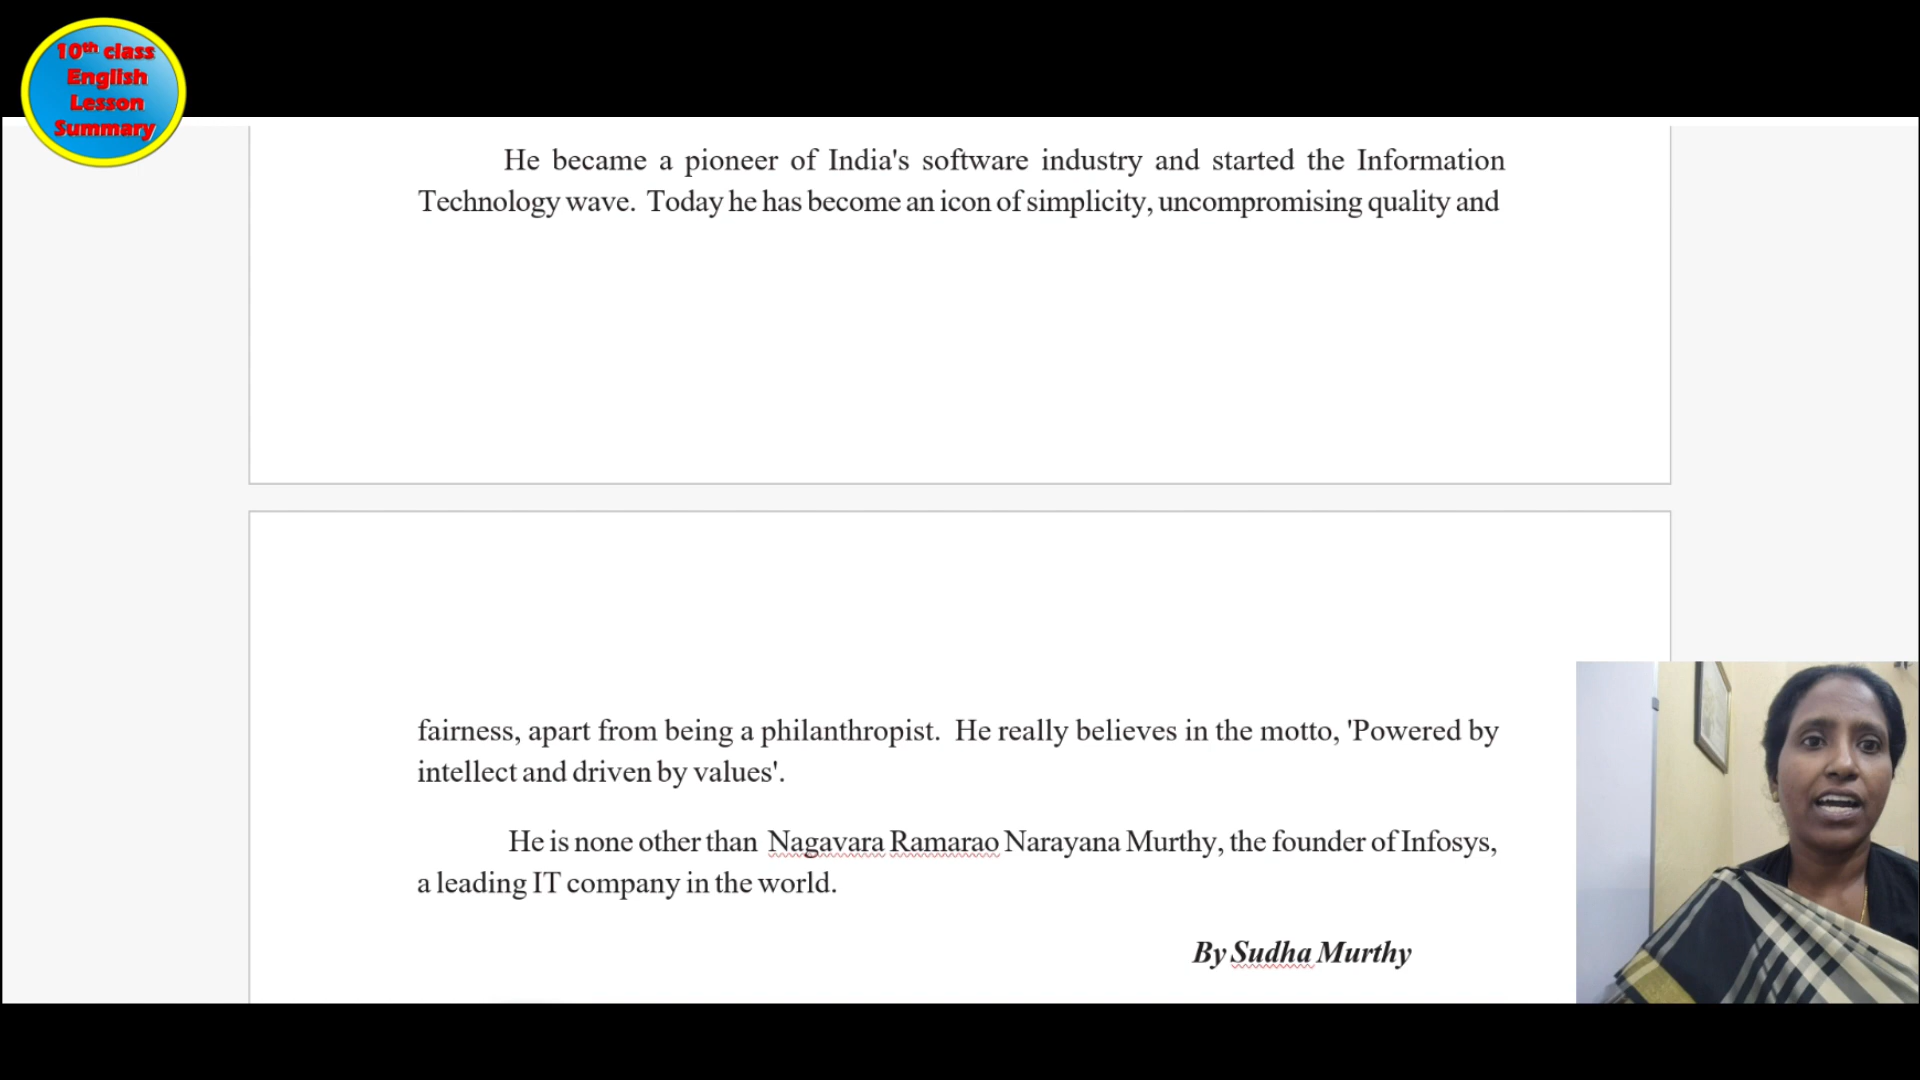 10th class
English
Lesson
Summary
He became a pioneer of India's software industry and started the Information
Technology wave. Today he has become an icon of simplicity, uncompromising quality and
fairness, apart from being a philanthropist. He really believes in the motto, 'Powered by
intellect and driven by values'.
He is none other than Nagavara Ramarao Narayana Murthy, the founder of Infosys,
a leading IT company in the world.
By Sudha Murthy